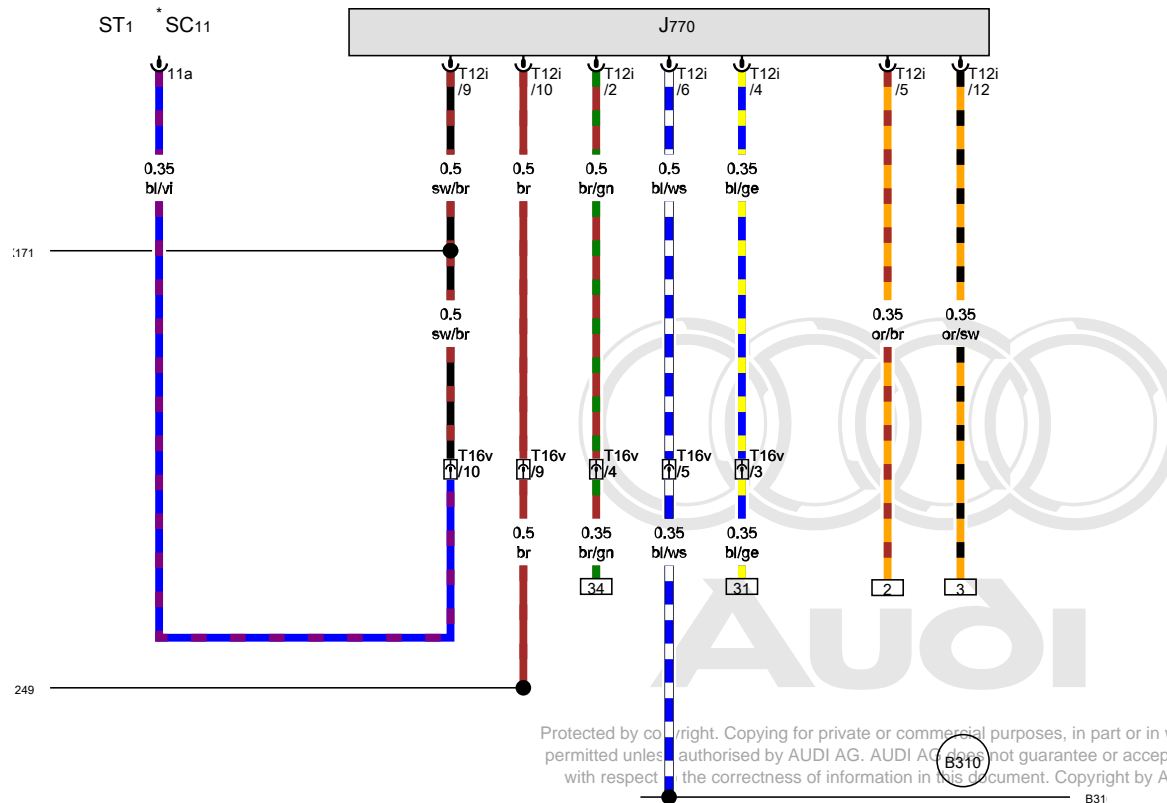 ST1 * SC11 J770
11a T12i /9 T12i /10 T12i /2 T12i /6 T12i /4 T12i /5 T12i /12
0.35 bl/vi 0.5 sw/br 0.5 br 0.5 br/gn 0.5 bl/ws 0.35 bl/ge
171
0.5 sw/br 0.35 or/br 0.35 or/sw
T16v /10 T16v /9 T16v /4 T16v /5 T16v /3
0.5 br 0.35 br/gn 0.35 bl/ws 0.35 bl/ge
34 31 2 3
Audi
249
Protected by copyright. Copying for private or commercial purposes, in part or in
permitted unless authorised by AUDI AG. AUDI AG does not guarantee or accep
with respect to the correctness of information in this document. Copyright by A
B310
B31